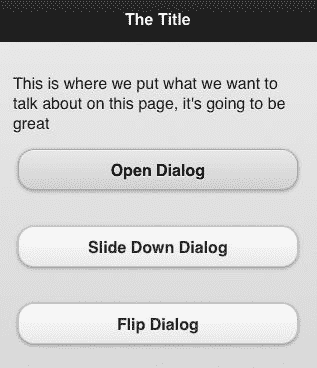 The Title
This is where we put what we want to
talk about on this page, it's going to be
great
Open Dialog
Slide Down Dialog
Flip Dialog